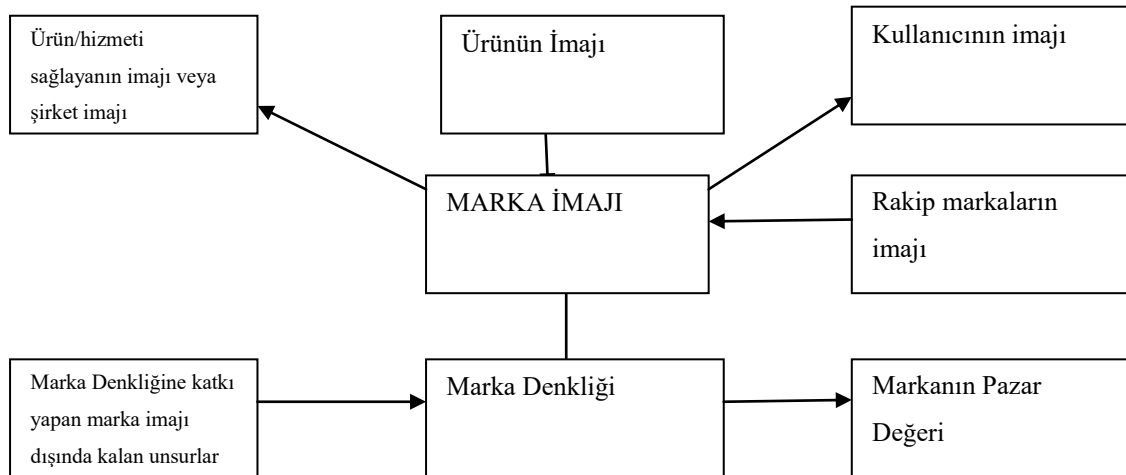 Ürün/hizmeti
sağlayanın imajı veya
şirket imajı
Ürünün İmajı
Kullanıcının imajı
MARKA İMAJI
Rakip markaların
imajı
Marka Denkliğine katkı
yapan marka imajı
dışında kalan unsurlar
Marka Denkliği
Markanın Pazar
Değeri